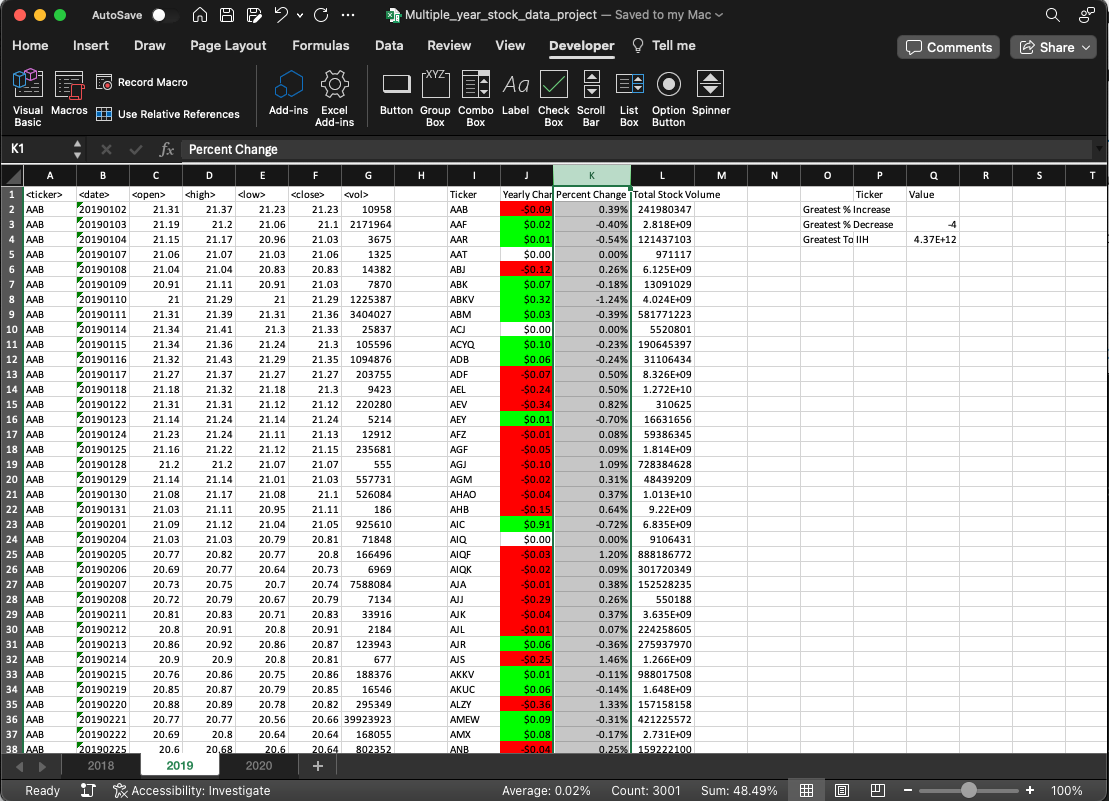 AutoSave
Multiple_year_stock_data_project — Saved to my Mac
Home Insert Draw Page Layout Formulas Data Review View Developer Tell me Comments Share
Visual Basic Macros Record Macro Use Relative References Add-ins Excel Add-ins Button XYZ Group Box Combo Box Aa Label Check Box Scroll Bar List Box Option Button Spinner
K1 fx Percent Change
A B C D E F G H I J K L M N O P Q R S T
1 <ticker> <date> <open> <high> <low> <close> <vol> Ticker Yearly Char Percent Change Total Stock Volume Ticker Value
2 AAB 20190102 21.31 21.37 21.23 21.23 10958 AAB -$0.09 0.39% 241980347 Greatest % Increase
3 AAB 20190103 21.19 21.2 21.06 21.1 2171964 AAF $0.02 -0.40% 2.818E+09 Greatest % Decrease -4
4 AAB 20190104 21.15 21.17 20.96 21.03 3675 AAR $0.01 -0.54% 121437103 Greatest To IIH 4.37E+12
5 AAB 20190107 21.06 21.07 21.03 21.06 1325 AAT $0.00 0.00% 971117
6 AAB 20190108 21.04 21.04 20.83 20.83 14382 ABJ -$0.12 0.26% 6.125E+09
7 AAB 20190109 20.91 21.11 20.91 21.03 7870 ABK $0.07 -0.18% 13091029
8 AAB 20190110 21 21.29 21 21.29 1225387 ABKV $0.32 -1.24% 4.024E+09
9 AAB 20190111 21.31 21.39 21.31 21.36 3404027 ABM $0.03 -0.39% 581771223
10 AAB 20190114 21.34 21.41 21.3 21.33 25837 ACJ $0.00 0.00% 5520801
11 AAB 20190115 21.34 21.36 21.24 21.3 105596 ACYQ $0.10 -0.23% 190645397
12 AAB 20190116 21.32 21.43 21.29 21.35 1094876 ADB $0.06 -0.24% 31106434
13 AAB 20190117 21.27 21.37 21.27 21.27 203755 ADF -$0.07 0.50% 8.326E+09
14 AAB 20190118 21.18 21.32 21.18 21.3 9423 AEL -$0.24 0.50% 1.272E+10
15 AAB 20190122 21.31 21.31 21.12 21.12 220280 AEV -$0.34 0.82% 310625
16 AAB 20190123 21.14 21.24 21.14 21.24 5214 AEY $0.01 -0.70% 16631656
17 AAB 20190124 21.23 21.24 21.11 21.13 12912 AFZ -$0.01 0.08% 59386345
18 AAB 20190125 21.16 21.22 21.12 21.15 235681 AGF -$0.05 0.09% 1.814E+09
19 AAB 20190128 21.2 21.2 21.07 21.07 555 AGJ -$0.10 1.09% 728384628
20 AAB 20190129 21.14 21.14 21.01 21.03 557731 AGM -$0.02 0.31% 48439209
21 AAB 20190130 21.08 21.17 21.08 21.1 526084 AHAO -$0.04 0.37% 1.013E+10
22 AAB 20190131 21.03 21.11 20.95 21.11 186 AHB -$0.15 0.64% 9.22E+09
23 AAB 20190201 21.09 21.12 21.04 21.05 925610 AIC $0.91 -0.72% 6.835E+09
24 AAB 20190204 21.03 21.03 20.79 20.81 71848 AIQ $0.00 0.00% 9106431
25 AAB 20190205 20.77 20.82 20.77 20.8 166496 AIQF -$0.03 1.20% 888186772
26 AAB 20190206 20.69 20.77 20.64 20.73 6969 AIQK -$0.02 0.09% 301720349
27 AAB 20190207 20.73 20.75 20.7 20.74 7588084 AJA -$0.01 0.38% 152528235
28 AAB 20190208 20.72 20.79 20.67 20.79 7134 AJJ -$0.29 0.26% 550188
29 AAB 20190211 20.81 20.83 20.71 20.83 33916 AJK -$0.04 0.37% 3.635E+09
30 AAB 20190212 20.8 20.91 20.8 20.91 2184 AJL -$0.01 0.07% 224258605
31 AAB 20190213 20.86 20.92 20.86 20.87 123943 AJR $0.06 -0.36% 275937970
32 AAB 20190214 20.9 20.9 20.8 20.81 677 AJS -$0.25 1.46% 1.266E+09
33 AAB 20190215 20.76 20.86 20.75 20.86 188376 AKKV $0.01 -0.11% 988017508
34 AAB 20190219 20.85 20.87 20.79 20.85 16546 AKUC $0.06 -0.14% 1.648E+09
35 AAB 20190220 20.88 20.89 20.78 20.82 295349 ALZY -$0.36 1.33% 157158158
36 AAB 20190221 20.77 20.77 20.56 20.66 39923923 AMEW $0.09 -0.31% 421225572
37 AAB 20190222 20.69 20.8 20.64 20.64 168055 AMX $0.08 -0.17% 2.731E+09
38 AAB 20190225 20.6 20.68 20.6 20.64 802352 ANB -$0.04 0.25% 159222100
2018 2019 2020 +
Ready Accessibility: Investigate Average: 0.02% Count: 3001 Sum: 48.49% 100%